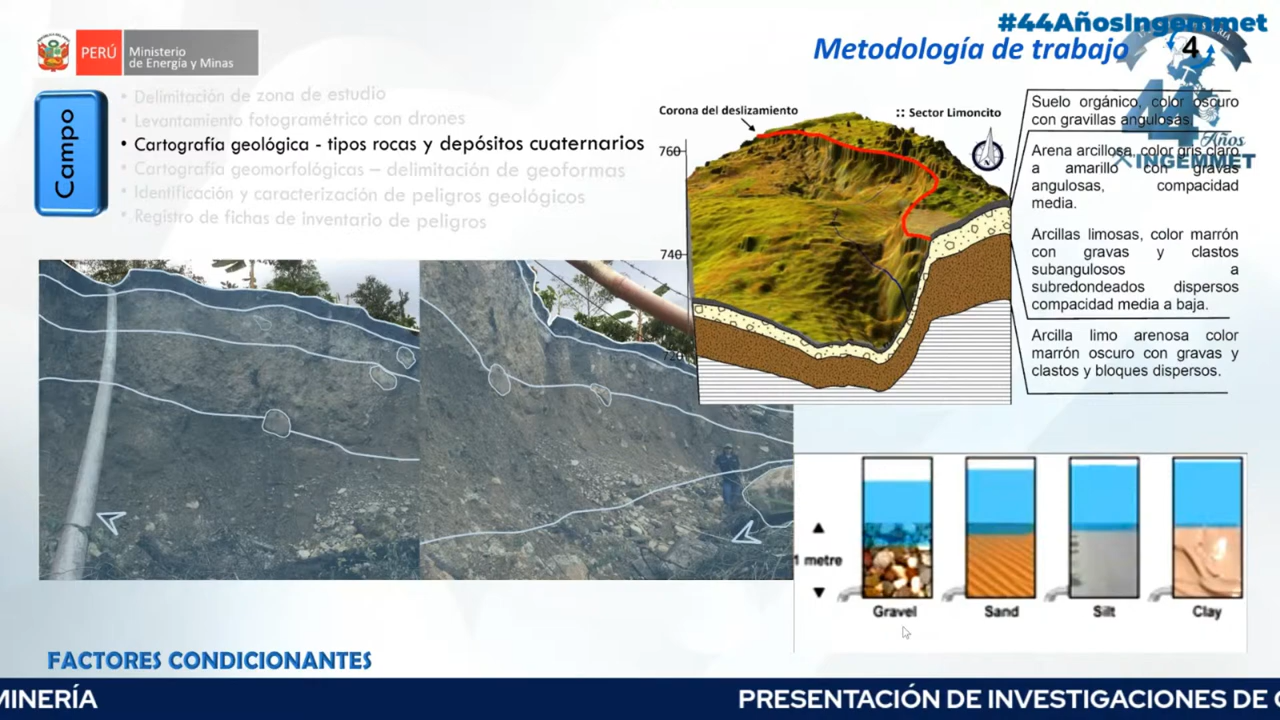 #44AñosIngemmet
PERÚ
Ministerio
de Energía y Minas
Metodología de trabajo
4
44
Años
INGEMMET
Campo
• Delimitación de zona de estudio
• Levantamiento fotogramétrico con drones
• Cartografía geológica - tipos rocas y depósitos cuaternarios
• Cartografía geomorfológicas – delimitación de geoformas
• Identificación y caracterización de peligros geológicos
• Registro de fichas de inventario de peligros
Corona del deslizamiento
:: Sector Limoncito
760
740
720
Suelo orgánico, color oscuro
con gravillas angulosas.
Arena arcillosa, color gris claro
a amarillo con gravas
angulosas, compacidad
media.
Arcillas limosas, color marrón
con gravas y clastos
subangulosos a
subredondeados dispersos
compacidad media a baja.
Arcilla limo arenosa color
marrón oscuro con gravas y
clastos y bloques dispersos.
1 metre
Gravel
Sand
Silt
Clay
FACTORES CONDICIONANTES
MINERÍA
PRESENTACIÓN DE INVESTIGACIONES DE